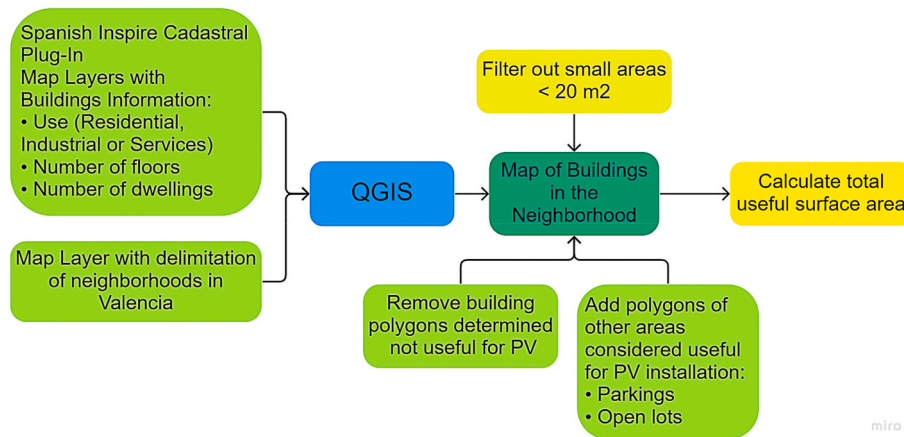 Spanish Inspire Cadastral
Plug-In
Map Layers with
Buildings Information:
• Use (Residential,
Industrial or Services)
• Number of floors
• Number of dwellings
Map Layer with delimitation
of neighborhoods in
Valencia
QGIS
Filter out small areas
< 20 m2
Map of Buildings
in the
Neighborhood
Calculate total
useful surface area
Remove building
polygons determined
not useful for PV
Add polygons of
other areas
considered useful
for PV installation:
• Parkings
• Open lots
miro